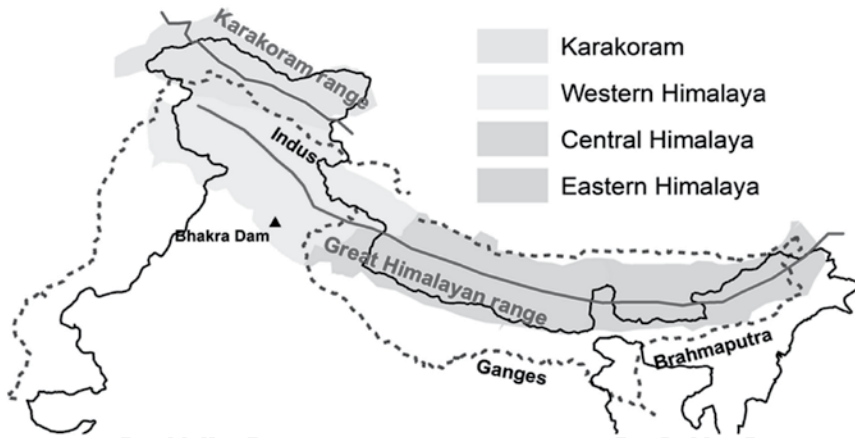 Karakoram range
Karakoram
Western Himalaya
Central Himalaya
Eastern Himalaya
Indus
Bhakra Dam
Great Himalayan range
Ganges
Brahmaputra